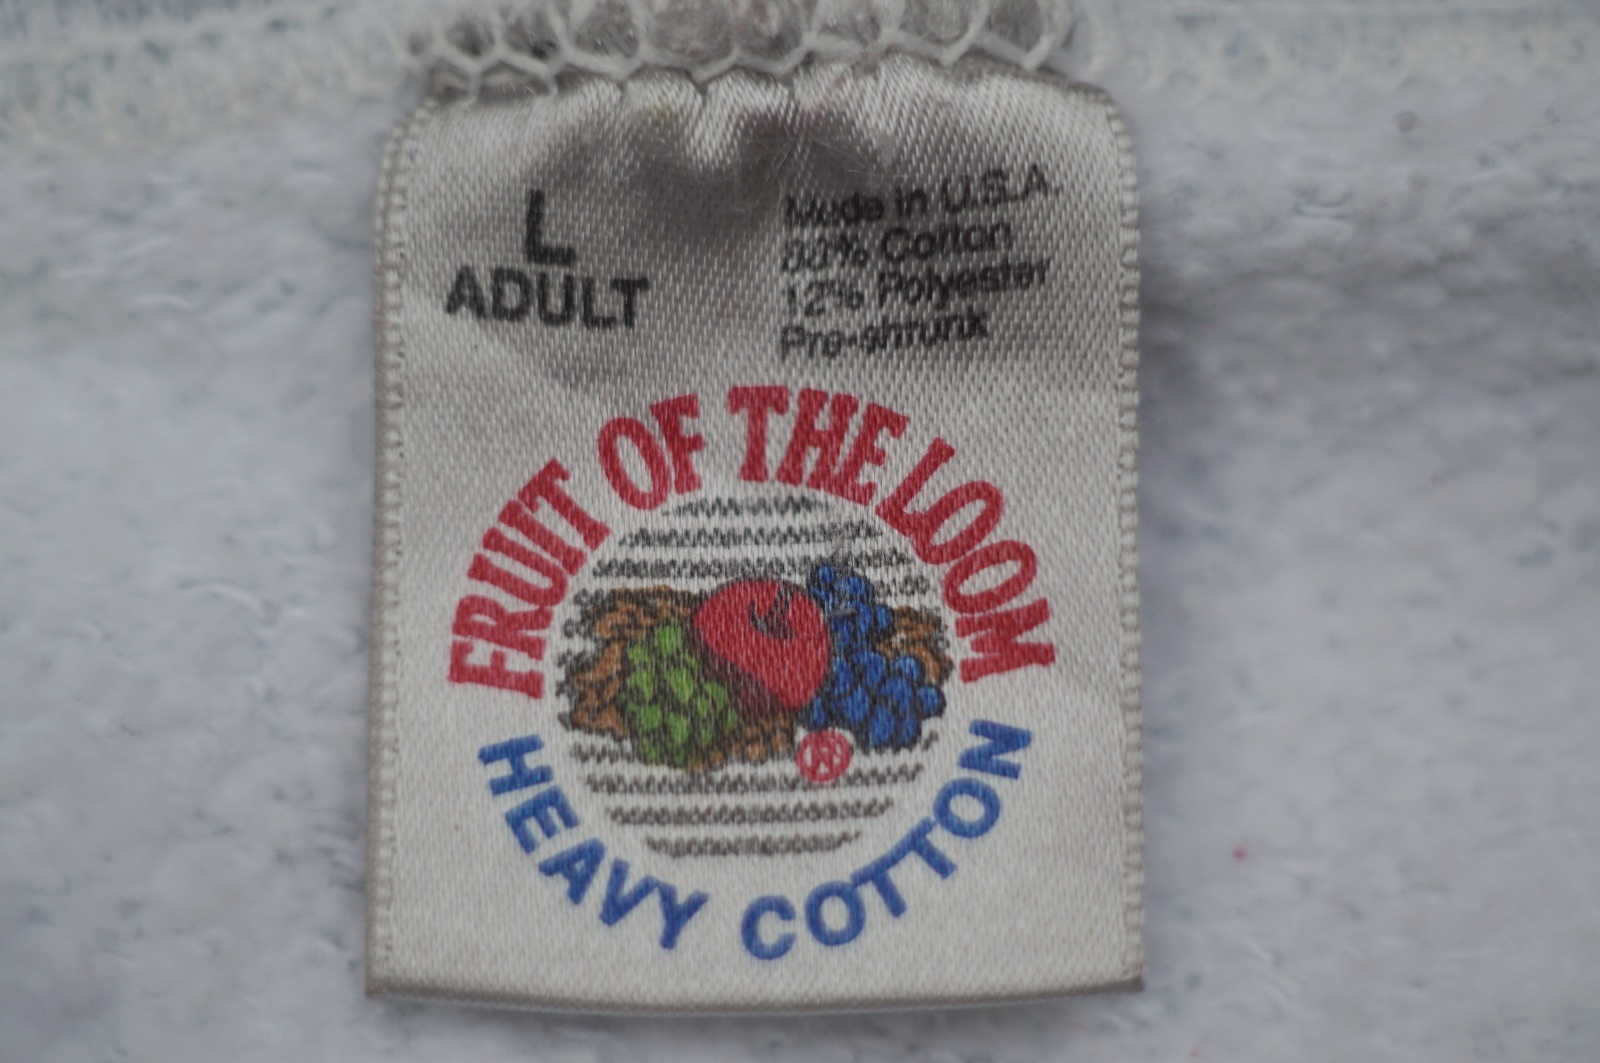 L
ADULT
Made in U.S.A.
88% Cotton
12% Polyester
Pre-shrunk
FRUIT OF THE LOOM
®
HEAVY COTTON